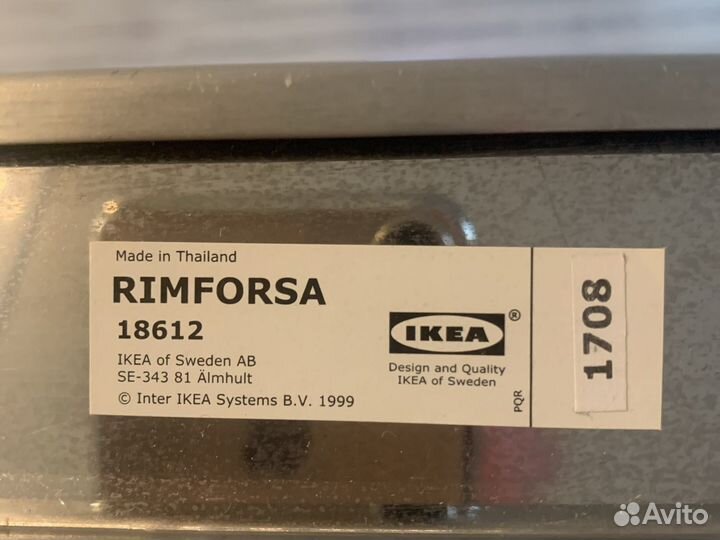 Made in Thailand
RIMFORSA
18612
IKEA of Sweden AB
SE-343 81 Älmhult
© Inter IKEA Systems B.V. 1999
IKEA ®
Design and Quality
IKEA of Sweden
PQR
1708
Avito